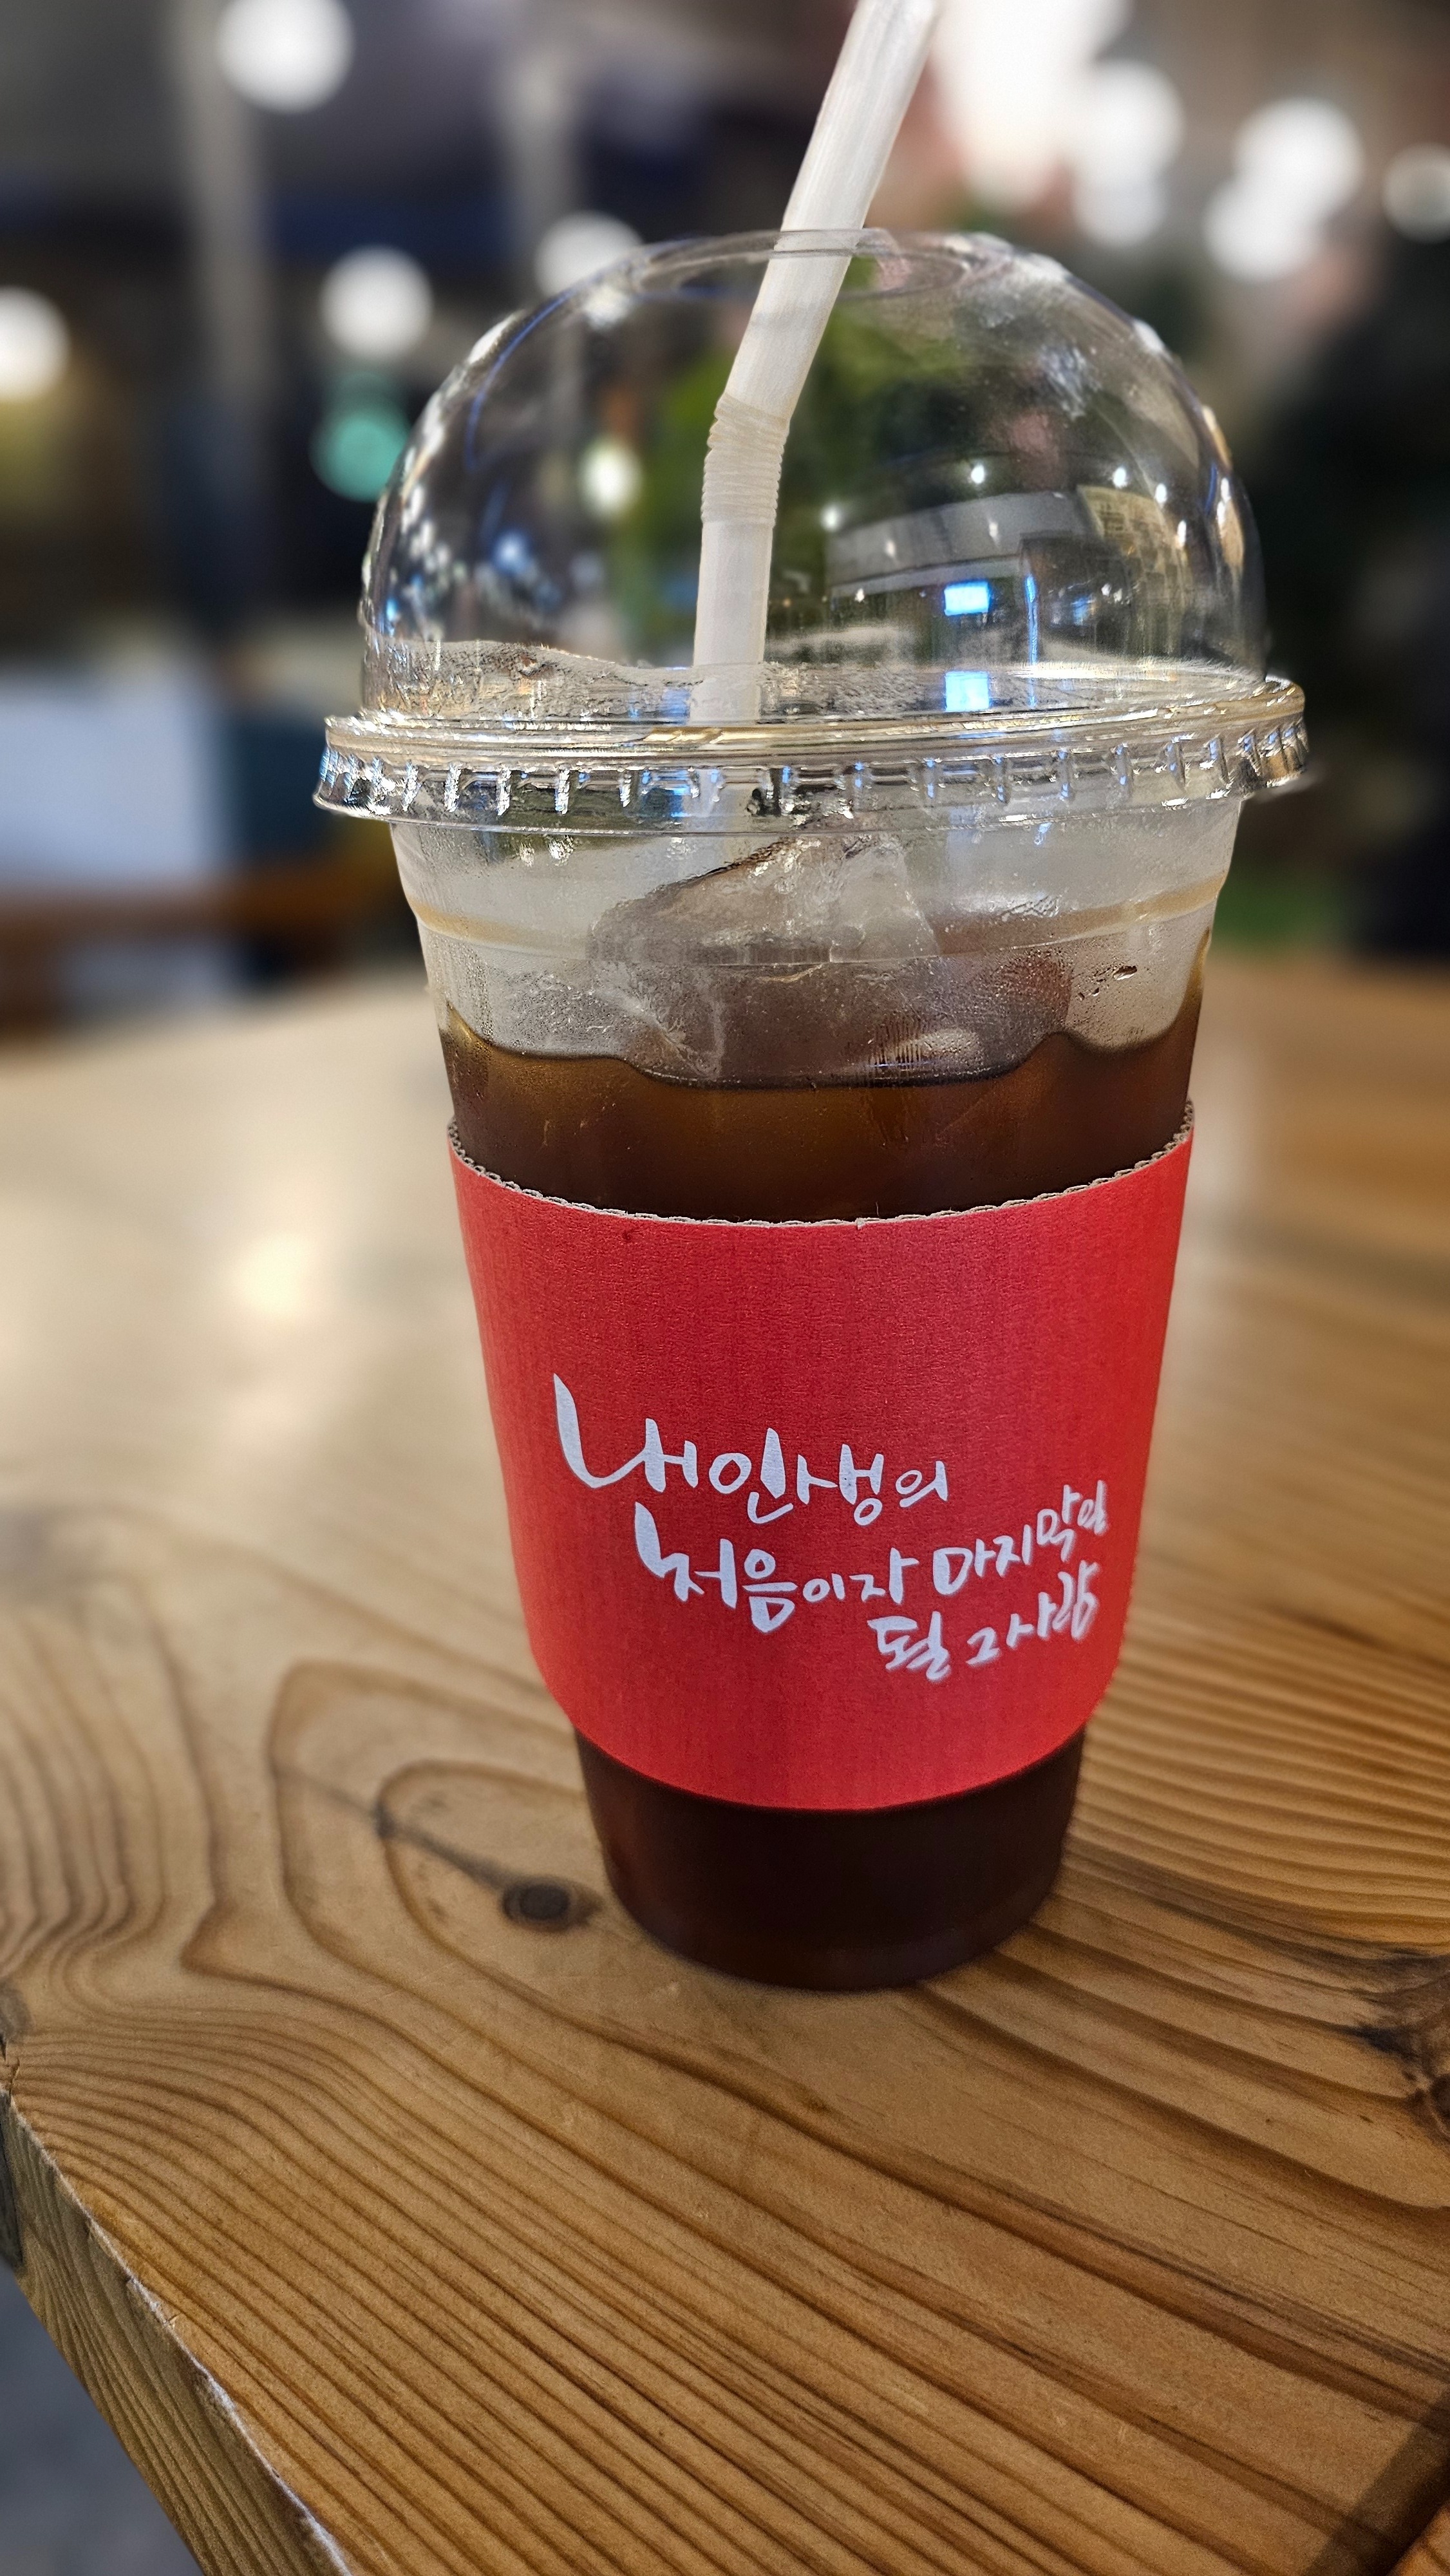 내 인생의
처음이자 마지막이
될 그사람